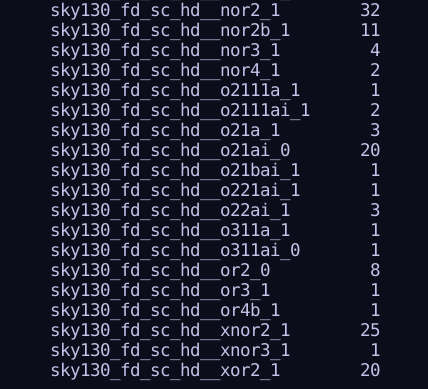 sky130_fd_sc_hd__nor2_1 32
sky130_fd_sc_hd__nor2b_1 11
sky130_fd_sc_hd__nor3_1 4
sky130_fd_sc_hd__nor4_1 2
sky130_fd_sc_hd__o2111a_1 1
sky130_fd_sc_hd__o2111ai_1 2
sky130_fd_sc_hd__o21a_1 3
sky130_fd_sc_hd__o21ai_0 20
sky130_fd_sc_hd__o21bai_1 1
sky130_fd_sc_hd__o221ai_1 1
sky130_fd_sc_hd__o22ai_1 3
sky130_fd_sc_hd__o311a_1 1
sky130_fd_sc_hd__o311ai_0 1
sky130_fd_sc_hd__or2_0 8
sky130_fd_sc_hd__or3_1 1
sky130_fd_sc_hd__or4b_1 1
sky130_fd_sc_hd__xnor2_1 25
sky130_fd_sc_hd__xnor3_1 1
sky130_fd_sc_hd__xor2_1 20